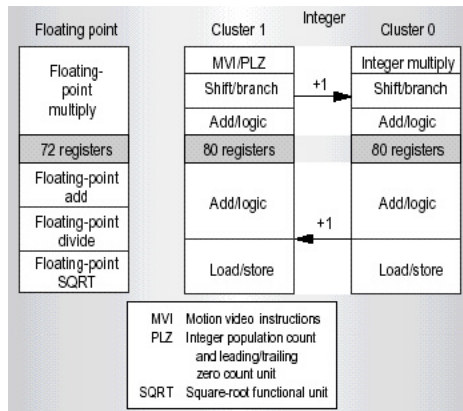 Integer
Floating point
Cluster 1
Cluster 0
Floating-
point
multiply
72 registers
Floating-point
add
Floating-point
divide
Floating-point
SQRT
MVI/PLZ
Shift/branch
Add/logic
80 registers
Add/logic
Load/store
+1
+1
Integer multiply
Shift/branch
Add/logic
80 registers
Add/logic
Load/store
MVI Motion video instructions
PLZ Integer population count
and leading/trailing
zero count unit
SQRT Square-root functional unit